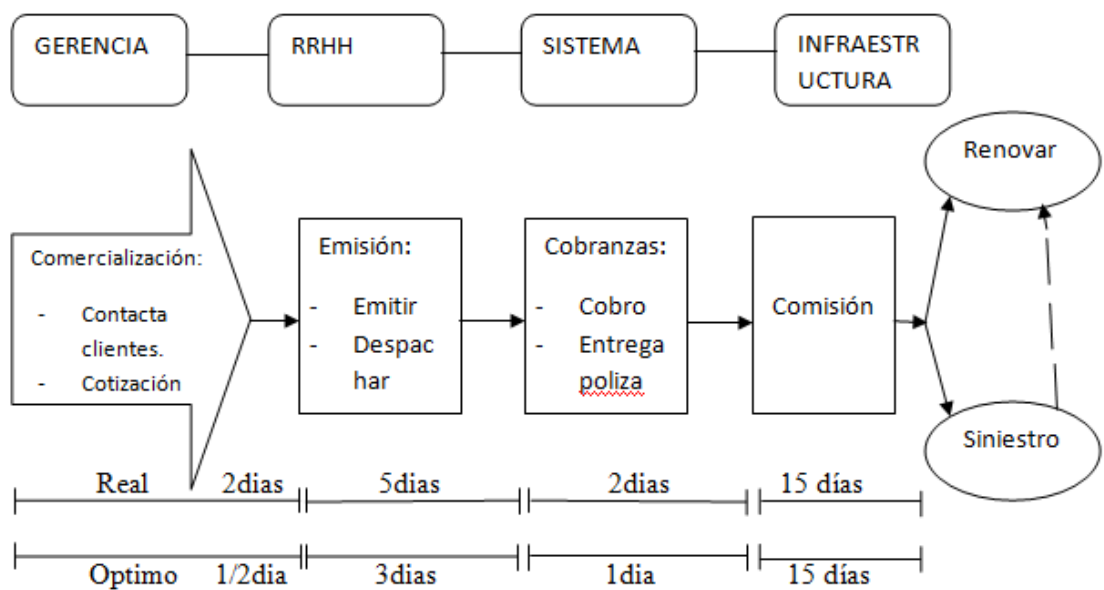 GERENCIA
RRHH
SISTEMA
INFRAESTR
UCTURA
Renovar
Comercialización:
- Contacta
clientes.
- Cotización
Emisión:
- Emitir
- Despac
har
Cobranzas:
- Cobro
- Entrega
poliza
Comisión
Siniestro
Real 2dias 5dias 2dias 15 días
Optimo 1/2dia 3dias 1dia 15 días